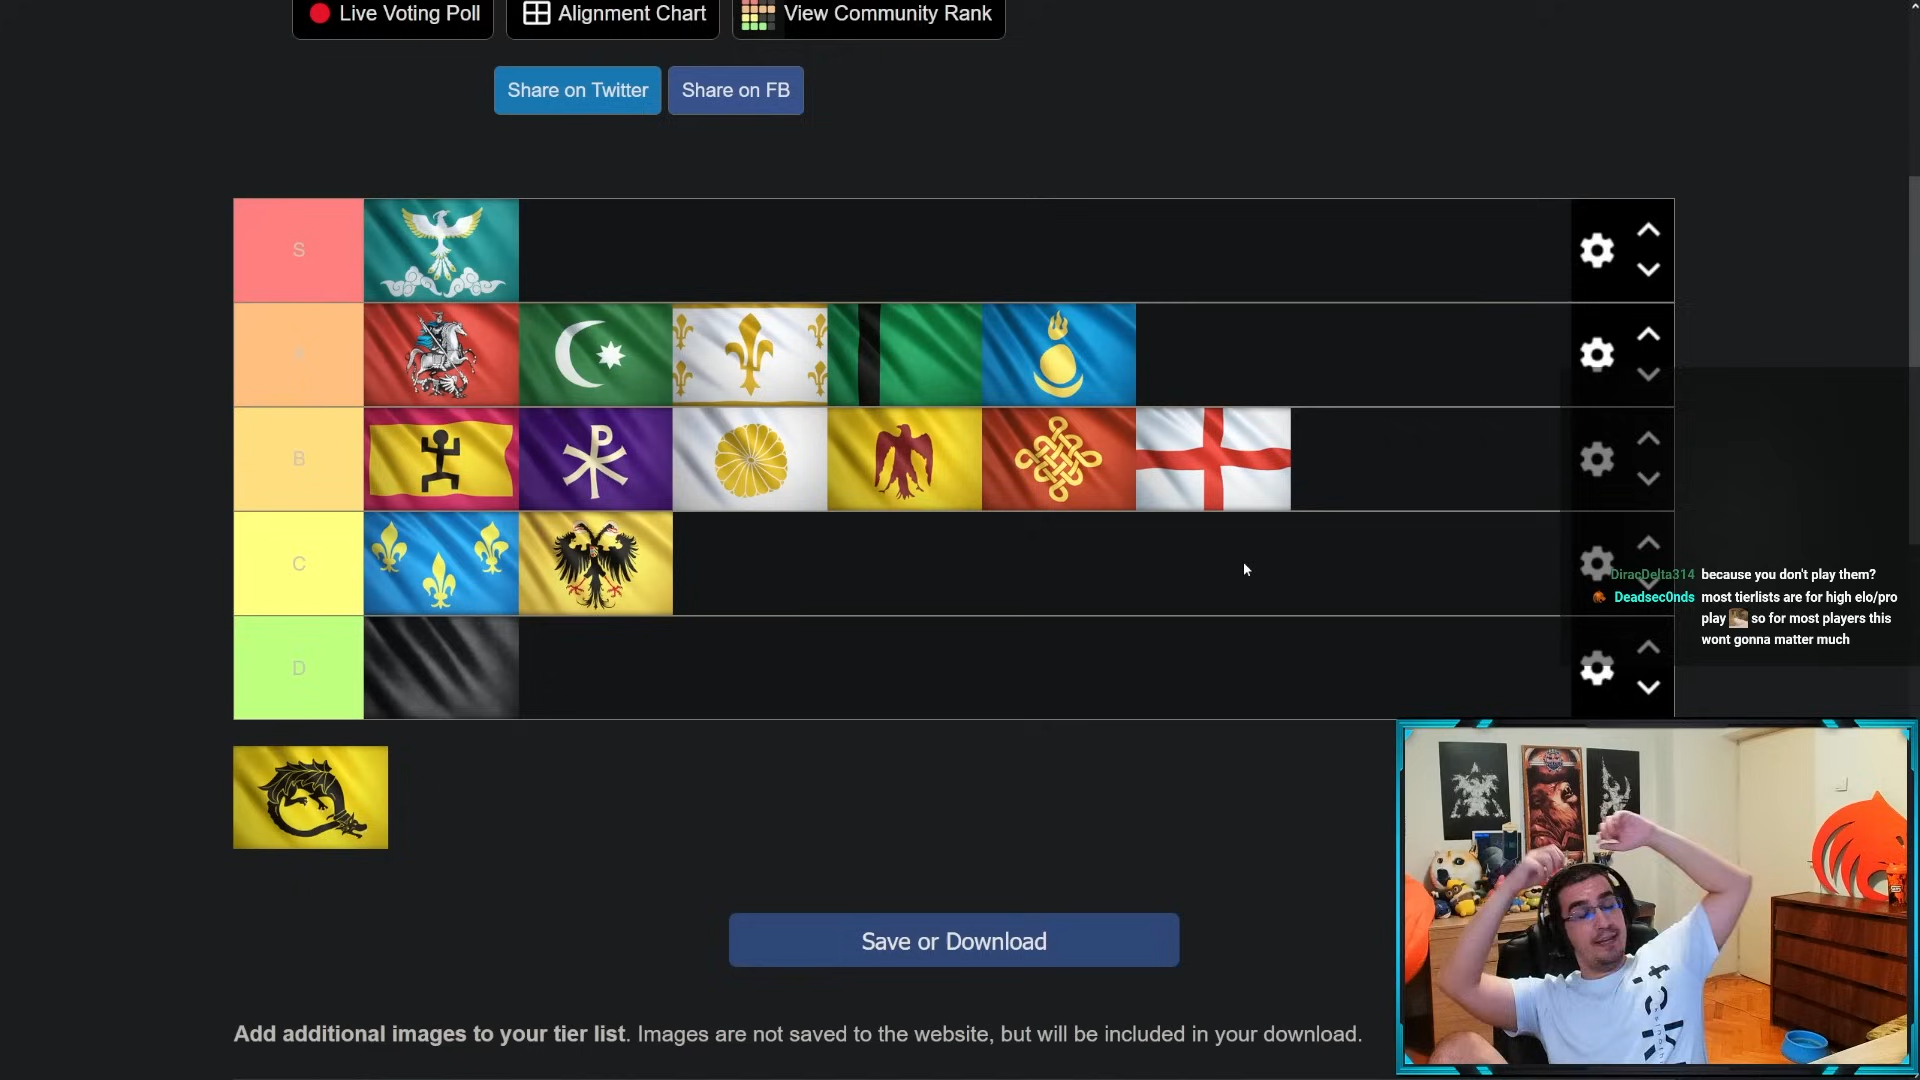 Live Voting Poll
Alignment Chart
View Community Rank
Share on Twitter
Share on FB
S
B
C
D
DiracDelta314 because you don't play them?
Deadsec0nds most tierlists are for high elo/pro
play so for most players this
wont gonna matter much
Save or Download
Add additional images to your tier list. Images are not saved to the website, but will be included in your download.